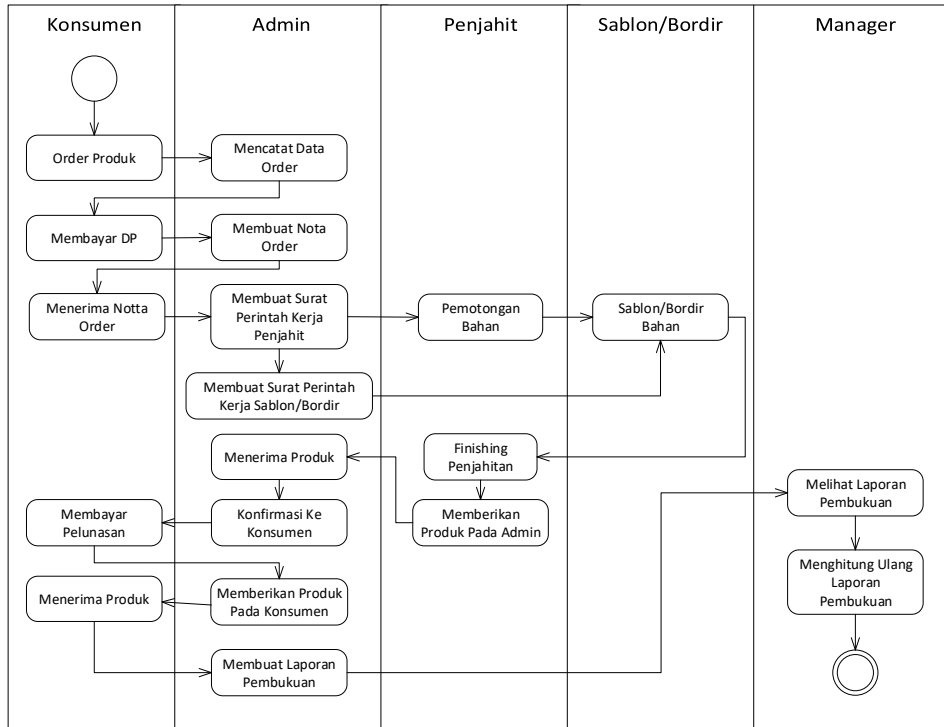 Konsumen
Admin
Penjahit
Sablon/Bordir
Manager
Order Produk
Mencatat Data
Order
Membayar DP
Membuat Nota
Order
Menerima Notta
Order
Membuat Surat
Perintah Kerja
Penjahit
Pemotongan
Bahan
Sablon/Bordir
Bahan
Membuat Surat Perintah
Kerja Sablon/Bordir
Menerima Produk
Finishing
Penjahitan
Melihat Laporan
Pembukuan
Membayar
Pelunasan
Konfirmasi Ke
Konsumen
Memberikan
Produk Pada Admin
Menghitung Ulang
Laporan
Pembukuan
Menerima Produk
Memberikan Produk
Pada Konsumen
Membuat Laporan
Pembukuan